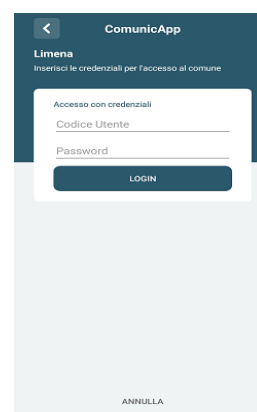 ComunicApp
Limena
Inserisci le credenziali per l'accesso al comune
Accesso con credenziali
Codice Utente
Password
LOGIN
ANNULLA